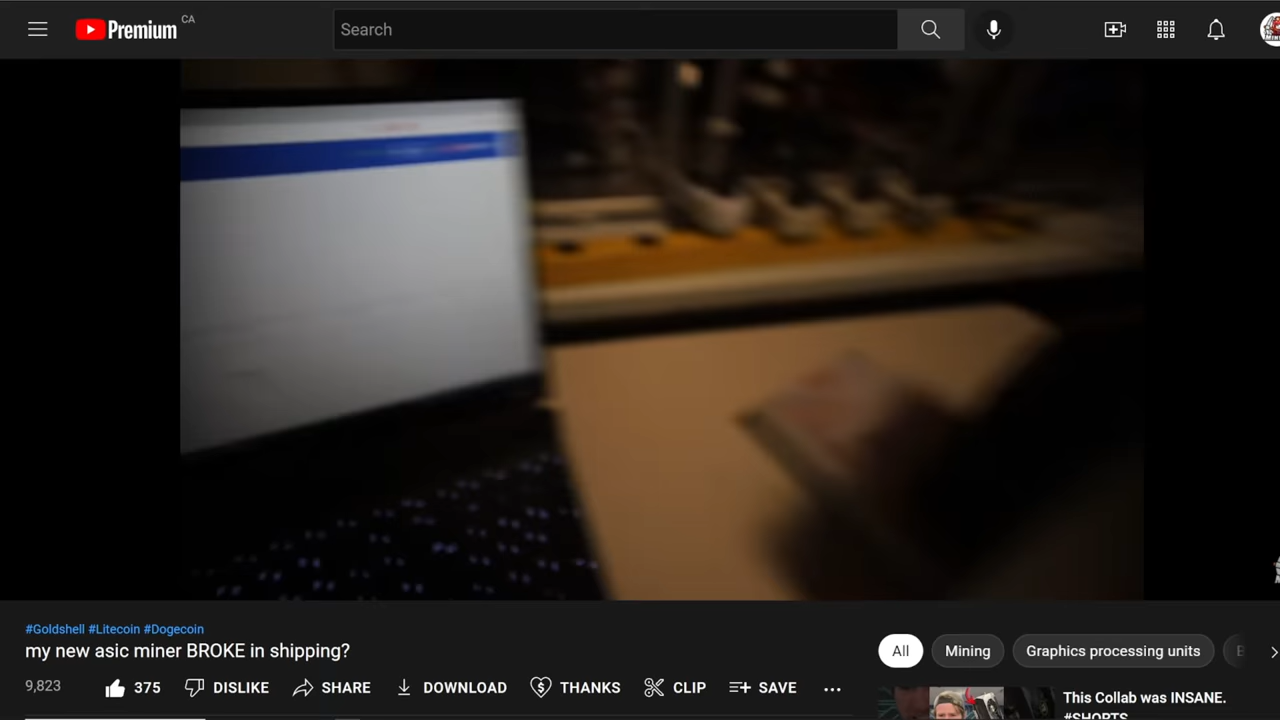 Premium CA
Search
#Goldshell #Litecoin #Dogecoin
my new asic miner BROKE in shipping?
9,823
375
DISLIKE
SHARE
DOWNLOAD
THANKS
CLIP
SAVE
All
Mining
Graphics processing units
This Collab was INSANE.
#SHORTS